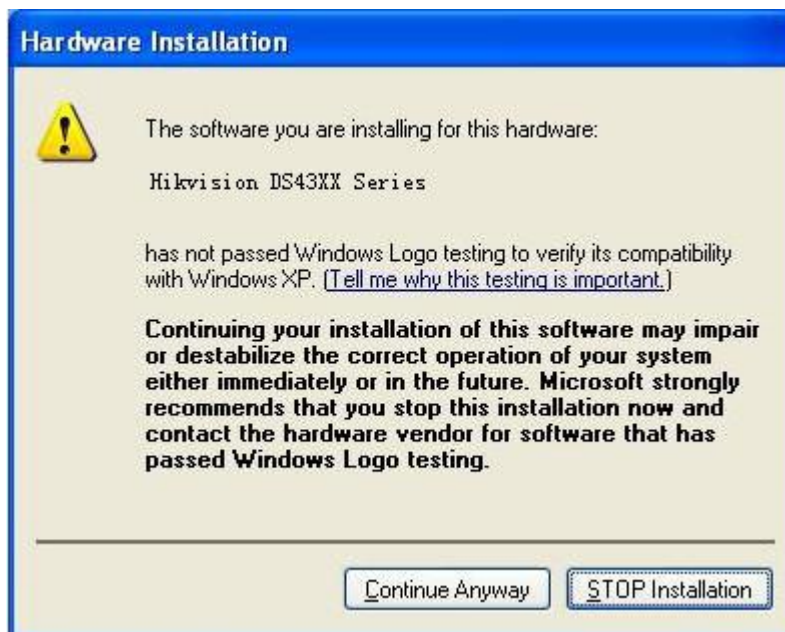 Hardware Installation
The software you are installing for this hardware:
Hikvision DS43XX Series
has not passed Windows Logo testing to verify its compatibility
with Windows XP. (Tell me why this testing is important.)
Continuing your installation of this software may impair
or destabilize the correct operation of your system
either immediately or in the future. Microsoft strongly
recommends that you stop this installation now and
contact the hardware vendor for software that has
passed Windows Logo testing.
Continue Anyway
STOP Installation